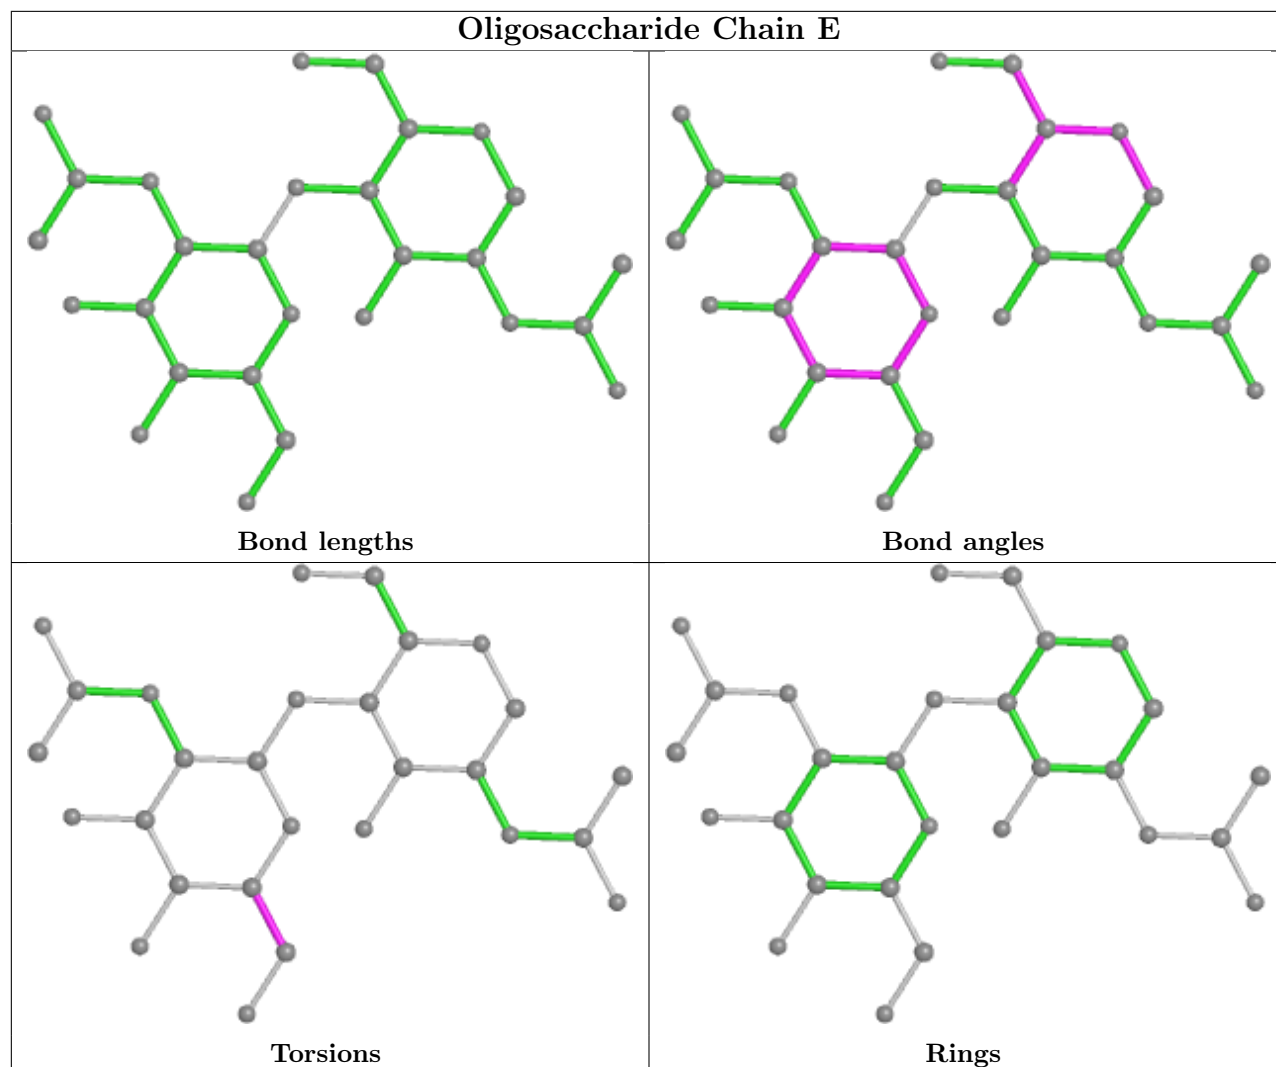 Oligosaccharide Chain E
Bond lengths
Bond angles
Torsions
Rings